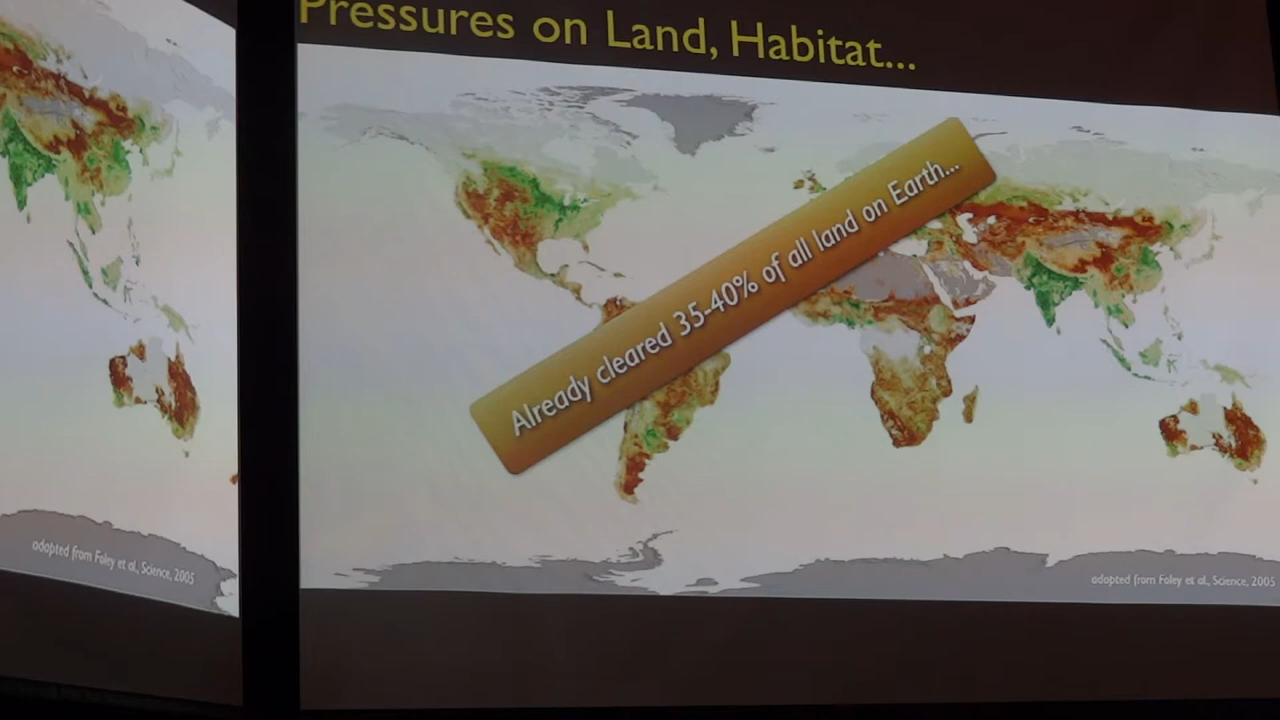 Pressures on Land, Habitat...
Already cleared 35-40% of all land on Earth...
adapted from Foley et al., Science, 2005
adapted from Foley et al., Science, 2005